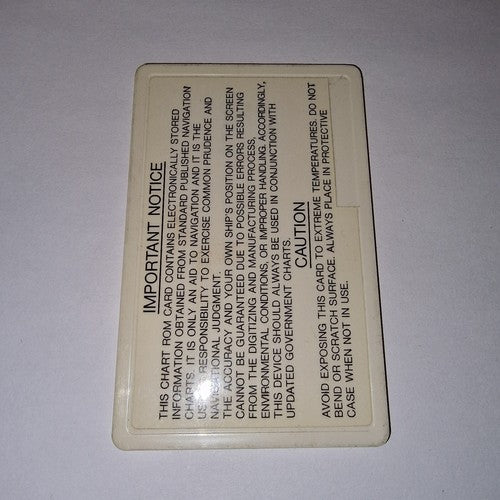 IMPORTANT NOTICE
THIS CHART ROM CARD CONTAINS ELECTRONICALLY STORED
INFORMATION OBTAINED FROM STANDARD PUBLISHED NAVIGATION
CHARTS. IT IS ONLY AN AID TO NAVIGATION AND IT IS THE
USER'S RESPONSIBILITY TO EXERCISE COMMON PRUDENCE AND
NAVIGATIONAL JUDGMENT.
THE ACCURACY AND YOUR OWN SHIP'S POSITION ON THE SCREEN
CANNOT BE GUARANTEED DUE TO POSSIBLE ERRORS RESULTING
FROM THE DIGITIZING AND MANUFACTURING PROCESS,
ENVIRONMENTAL CONDITIONS, OR IMPROPER HANDLING. ACCORDINGLY,
THIS DEVICE SHOULD ALWAYS BE USED IN CONJUNCTION WITH
UPDATED GOVERNMENT CHARTS.
CAUTION
AVOID EXPOSING THIS CARD TO EXTREME TEMPERATURES. DO NOT
BEND OR SCRATCH SURFACE. ALWAYS PLACE IN PROTECTIVE
CASE WHEN NOT IN USE.